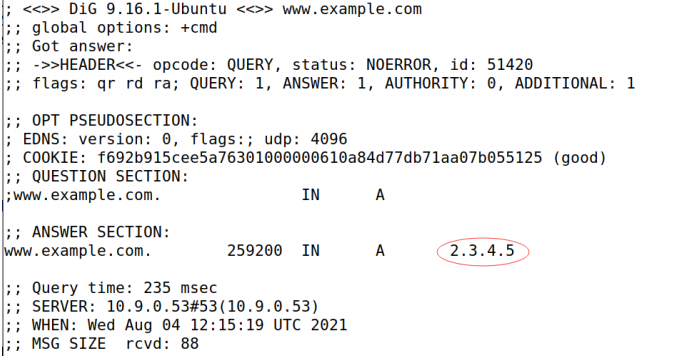 ; <<>> DiG 9.16.1-Ubuntu <<>> www.example.com
;; global options: +cmd
;; Got answer:
;; ->>HEADER<<- opcode: QUERY, status: NOERROR, id: 51420
;; flags: qr rd ra; QUERY: 1, ANSWER: 1, AUTHORITY: 0, ADDITIONAL: 1
;; OPT PSEUDOSECTION:
; EDNS: version: 0, flags:; udp: 4096
; COOKIE: f692b915cee5a76301000000610a84d77db71aa07b055125 (good)
;; QUESTION SECTION:
;www.example.com. IN A
;; ANSWER SECTION:
www.example.com. 259200 IN A 2.3.4.5
;; Query time: 235 msec
;; SERVER: 10.9.0.53#53(10.9.0.53)
;; WHEN: Wed Aug 04 12:15:19 UTC 2021
;; MSG SIZE rcvd: 88